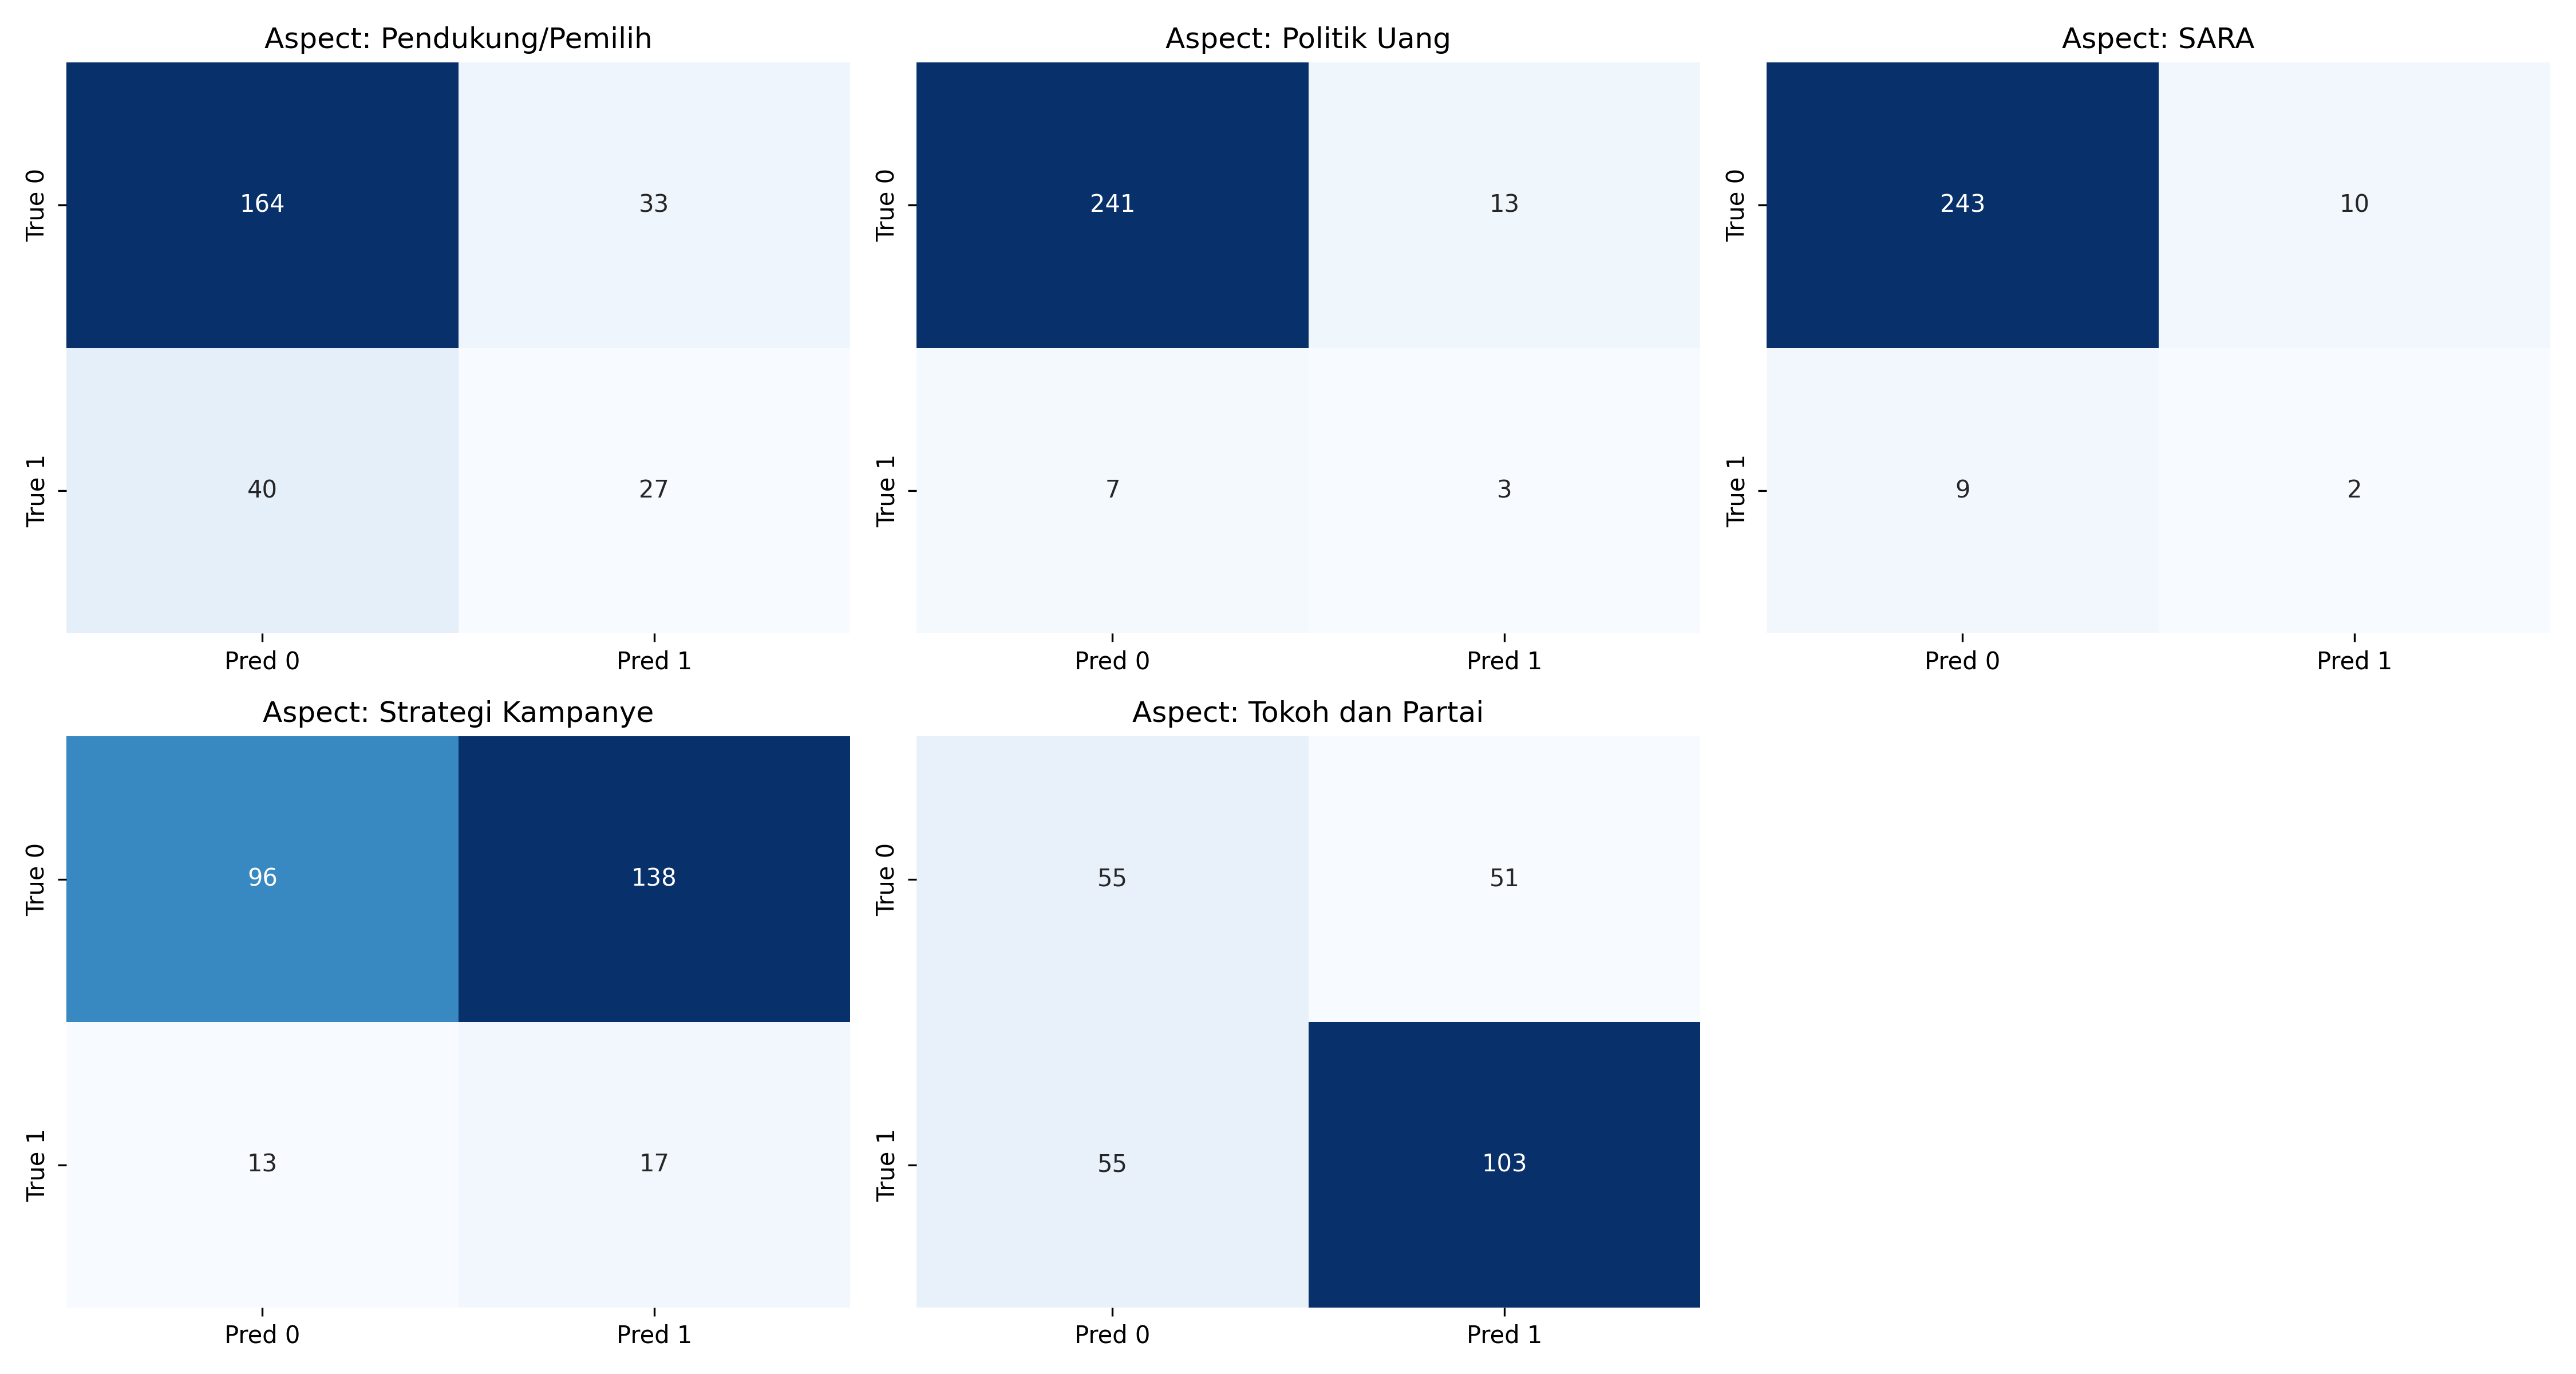 Aspect: Pendukung/Pemilih
True 0
164
33
True 1
40
27
Pred 0
Pred 1
Aspect: Politik Uang
True 0
241
13
True 1
7
3
Pred 0
Pred 1
Aspect: SARA
True 0
243
10
True 1
9
2
Pred 0
Pred 1
Aspect: Strategi Kampanye
True 0
96
138
True 1
13
17
Pred 0
Pred 1
Aspect: Tokoh dan Partai
True 0
55
51
True 1
55
103
Pred 0
Pred 1